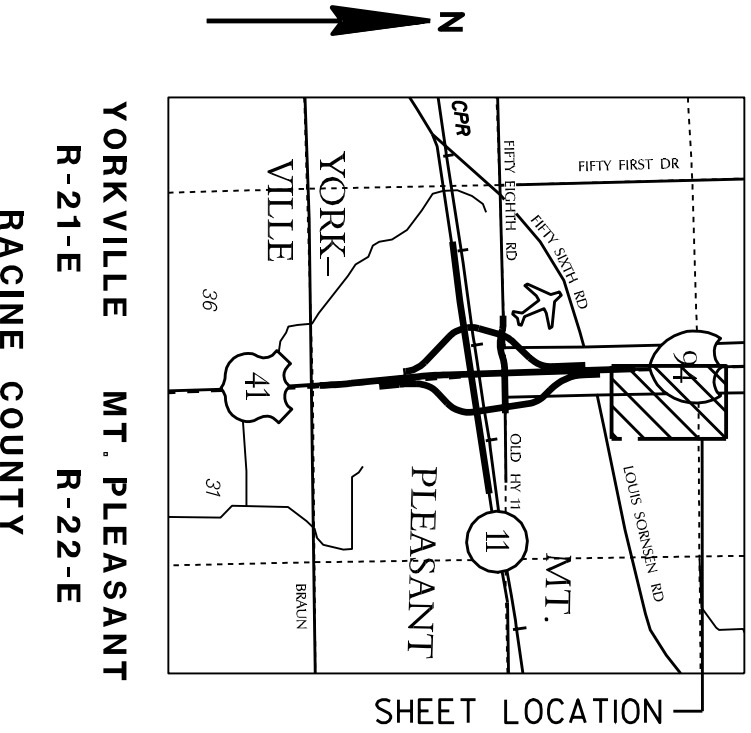 N
CPR
FIFTY EIGHTH RD
FIFTY FIRST DR
FIFTY SIXTH RD
YORK-
VILLE
36
94
41
OLD HY 11
LOUIS SORNSEN RD
31
PLEASANT
11
MT.
BRAUN
SHEET LOCATION
YORKVILLE MT. PLEASANT
R-21-E R-22-E
RACINE COUNTY